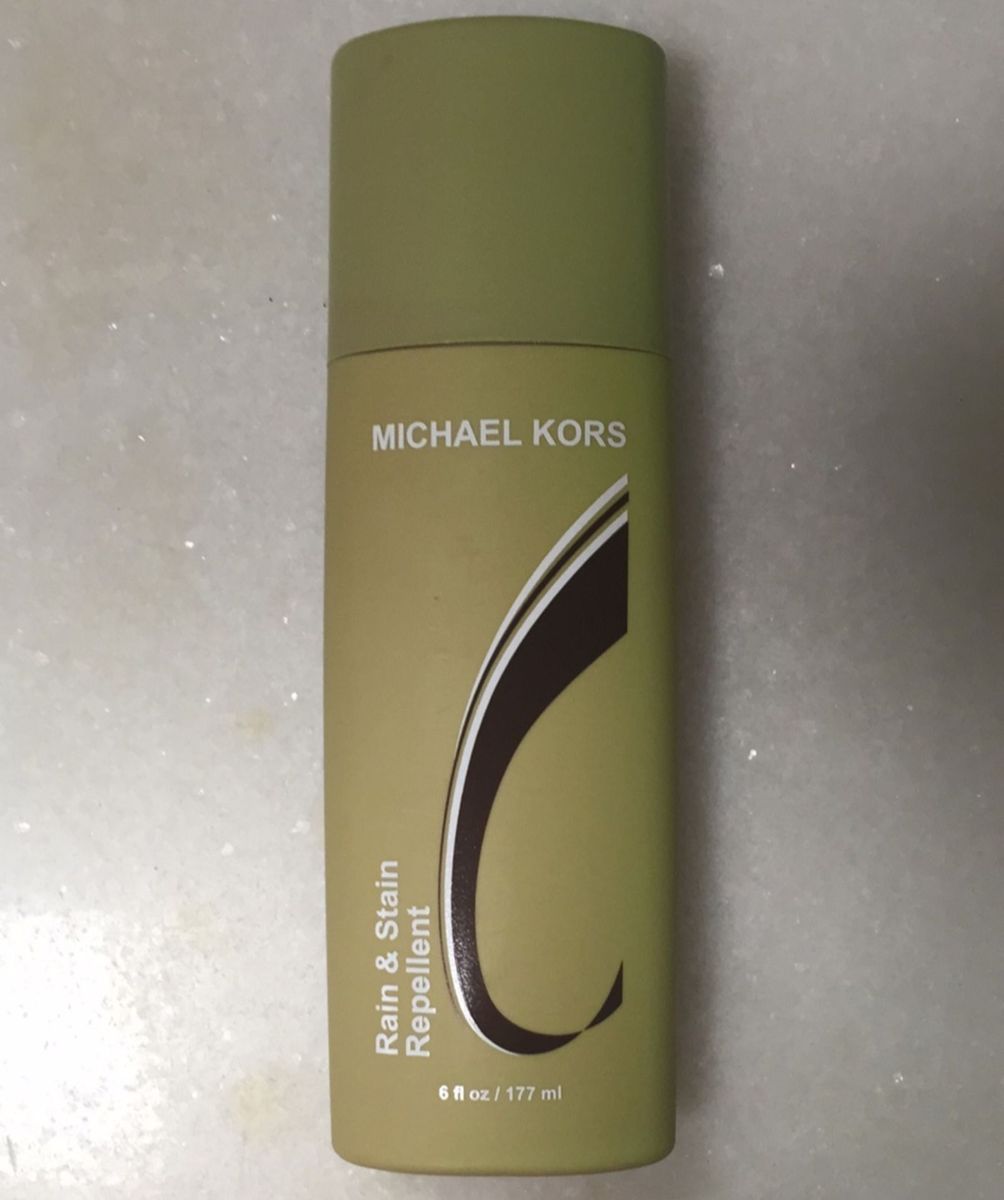 MICHAEL KORS
Rain & Stain
Repellent
6 fl oz / 177 ml